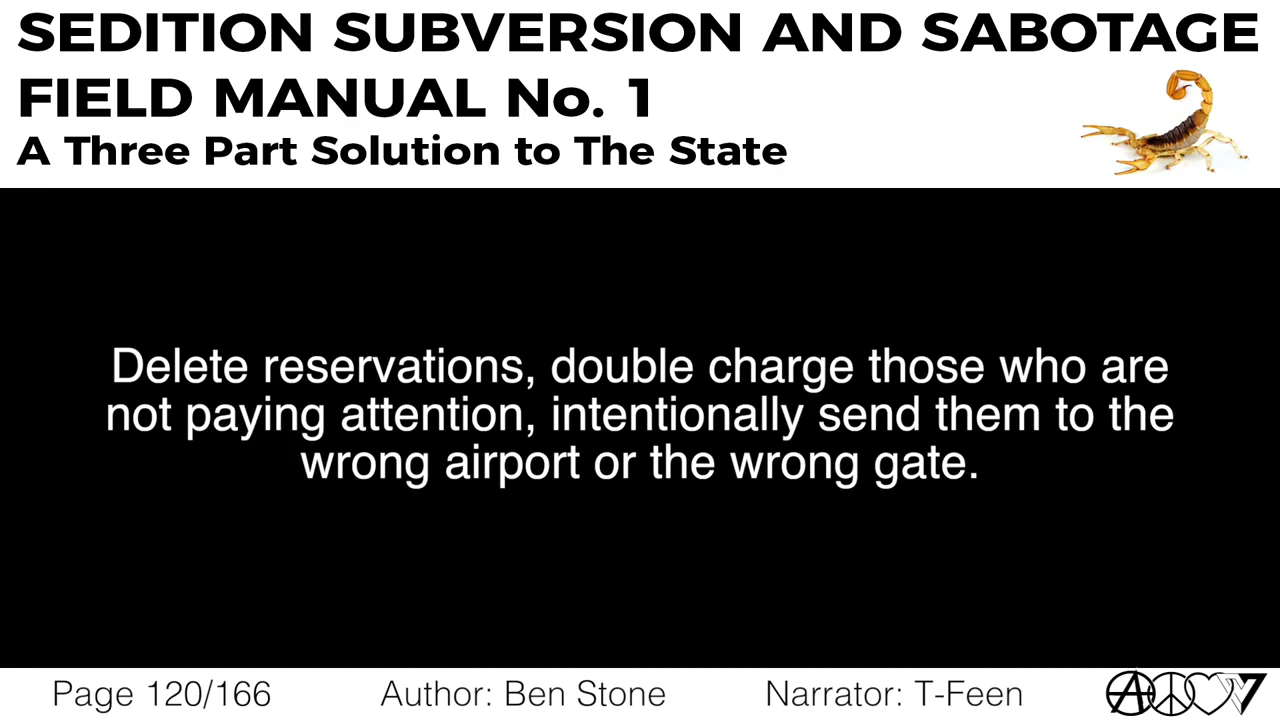 SEDITION SUBVERSION AND SABOTAGE
FIELD MANUAL No. 1
A Three Part Solution to The State
Delete reservations, double charge those who are
not paying attention, intentionally send them to the
wrong airport or the wrong gate.
Page 120/166 Author: Ben Stone Narrator: T-Feen